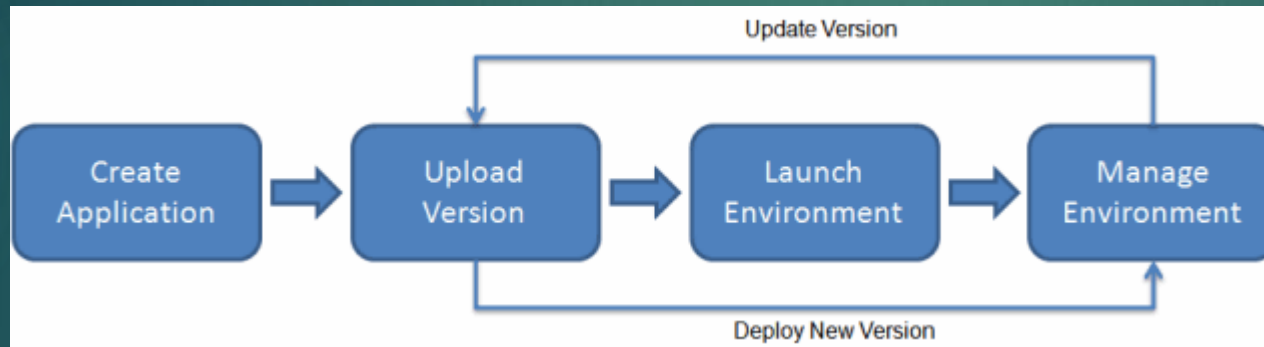 Update Version
Create
Application
Upload
Version
Launch
Environment
Manage
Environment
Deploy New Version